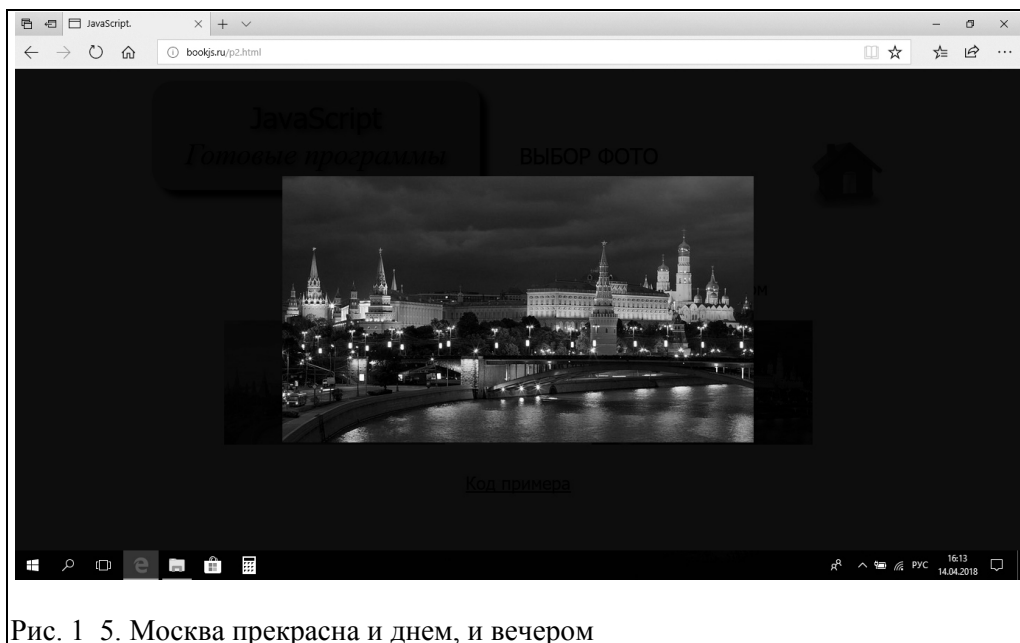 JavaScript.
bookjs.ru/p2.html
JavaScript
Готовые программы
ВЫБОР ФОТО
Код примера
РУС
16:13
14.04.2018
Рис. 1 5. Москва прекрасна и днем, и вечером